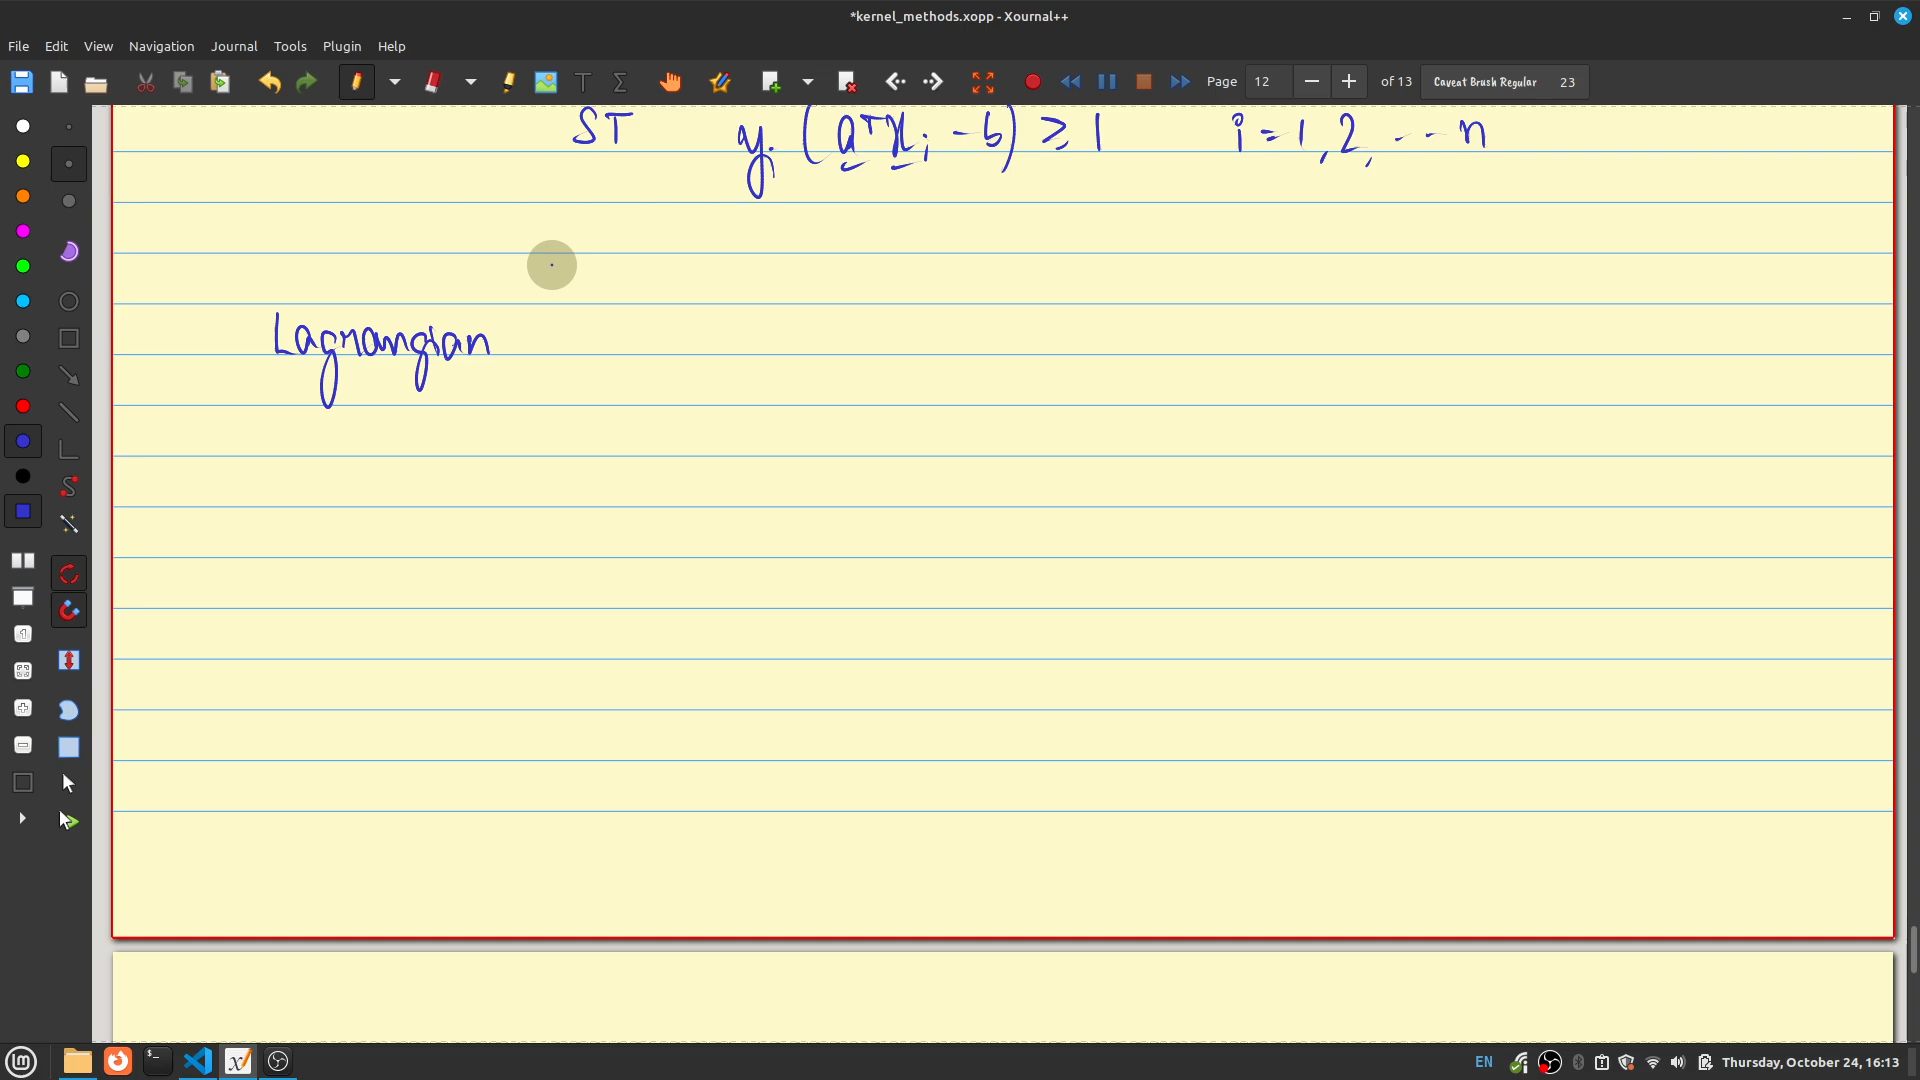 *kernel_methods.xopp - Xournal++
File Edit View Navigation Journal Tools Plugin Help
Page 12 of 13 Caveat Brush Regular 23
ST yᵢ (aᵀxᵢ - b) ≥ 1 i = 1, 2, --- n
Lagrangian
EN Thursday, October 24, 16:13